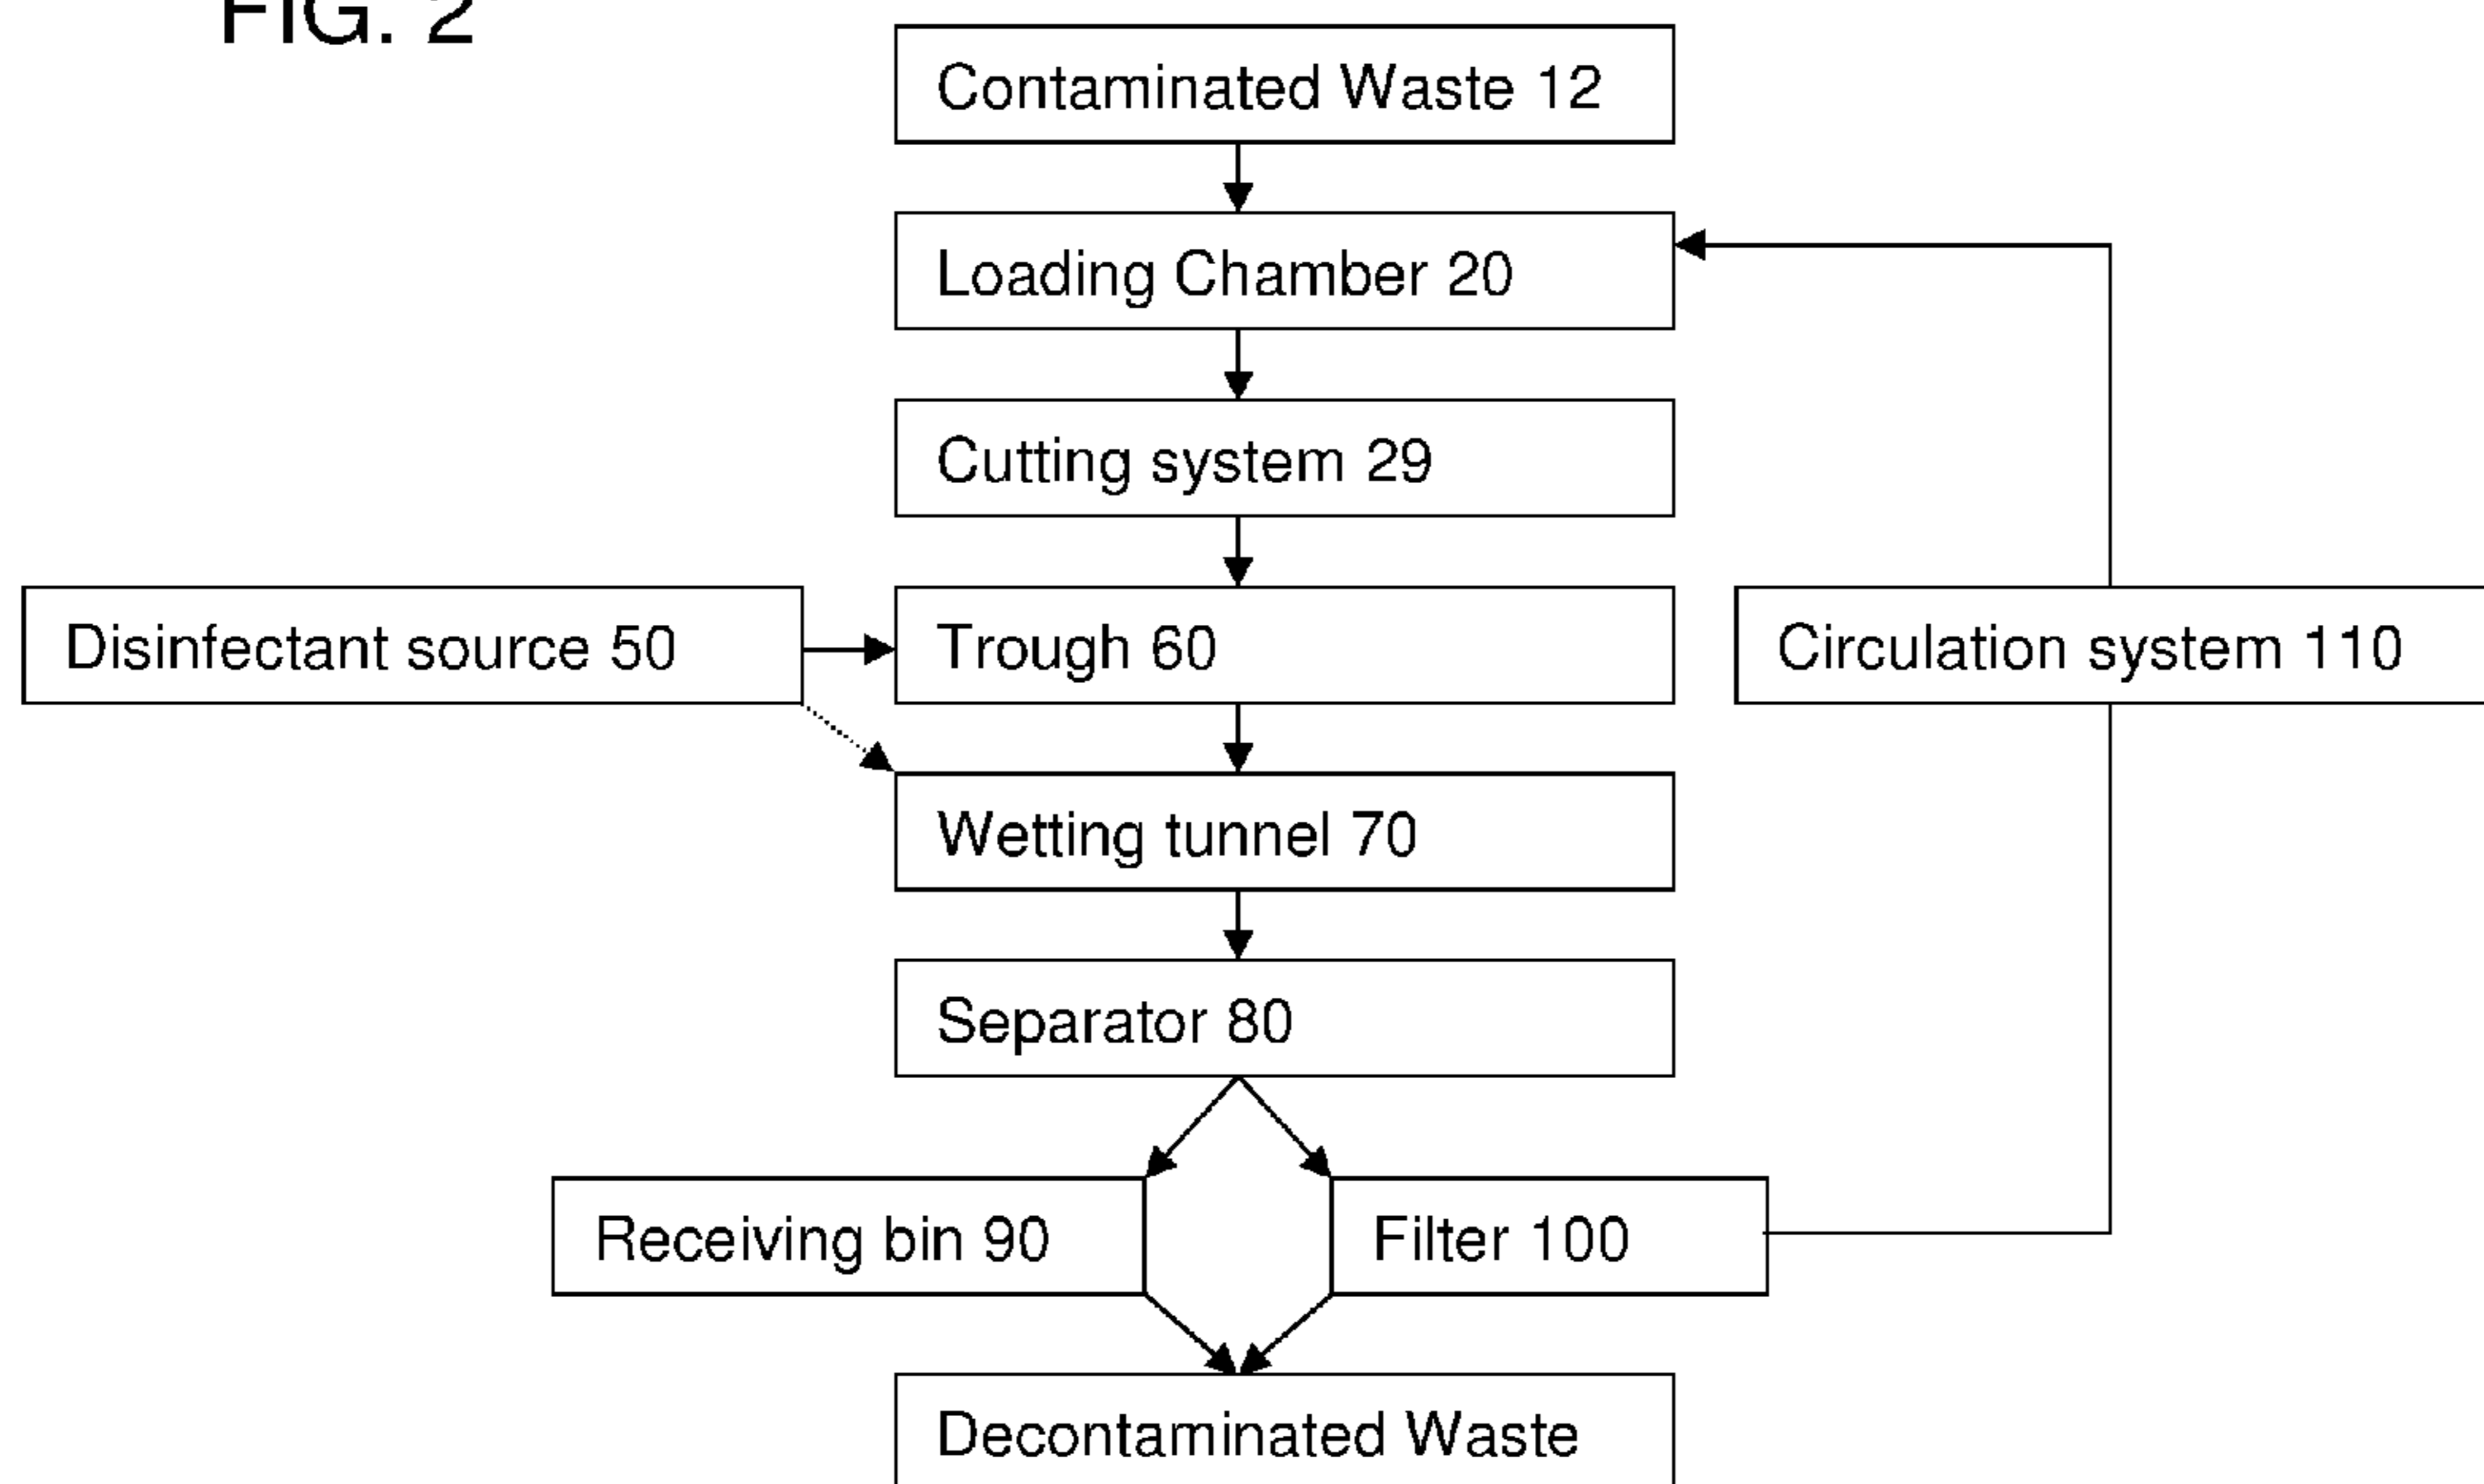 FIG. 2
Contaminated Waste 12
Loading Chamber 20
Cutting system 29
Disinfectant source 50
Trough 60
Circulation system 110
Wetting tunnel 70
Separator 80
Receiving bin 90
Filter 100
Decontaminated Waste